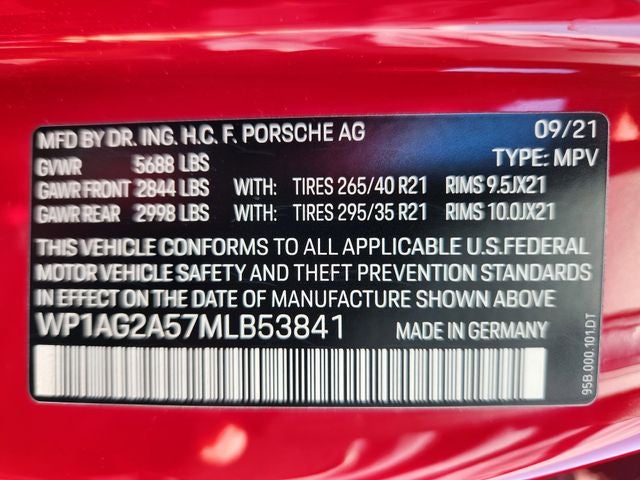 MFD BY DR. ING. H.C. F. PORSCHE AG 09/21
GVWR 5688 LBS TYPE: MPV
GAWR FRONT 2844 LBS WITH: TIRES 265/40 R21 RIMS 9.5JX21
GAWR REAR 2998 LBS WITH: TIRES 295/35 R21 RIMS 10.0JX21
THIS VEHICLE CONFORMS TO ALL APPLICABLE U.S.FEDERAL
MOTOR VEHICLE SAFETY AND THEFT PREVENTION STANDARDS
IN EFFECT ON THE DATE OF MANUFACTURE SHOWN ABOVE
WP1AG2A57MLB53841 MADE IN GERMANY
95B.000.101.DT